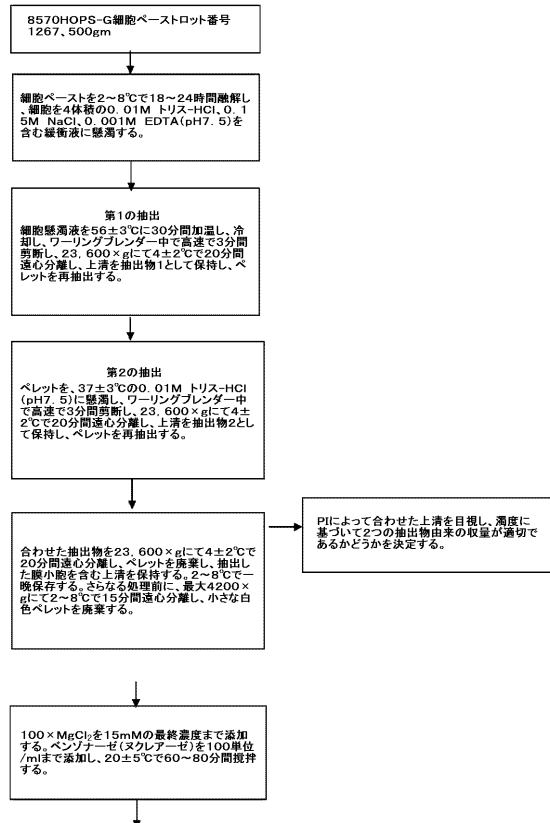 8570HOPS-G細胞ペーストロット番号
1267、500gm
細胞ペーストを2~8℃で18~24時間融解し
、細胞を4体積の0.01M トリス-HCl、0.1
5M NaCl、0.001M EDTA(pH7.5)を
含む緩衝液に懸濁する。
第1の抽出
細胞懸濁液を56±3℃に30分間加温し、冷
却し、ワーリングブレンダー中で高速で3分間
剪断し、23,600×gにて4±2℃で20分間
遠心分離し、上清を抽出物1として保持し、ペ
レットを再抽出する。
第2の抽出
ペレットを、37±3℃の0.01M トリス-HCl
(pH7.5)に懸濁し、ワーリングブレンダー中
で高速で3分間剪断し、23,600×gにて4±
2℃で20分間遠心分離し、上清を抽出物2とし
て保持し、ペレットを再抽出する。
PIによって合わせた上清を目視し、濁度に
基づいて2つの抽出物由来の収量が適切で
あるかどうかを決定する。
合わせた抽出物を23,600×gにて4±2℃で
20分間遠心分離し、ペレットを廃棄し、抽出し
た膜小胞を含む上清を保持する。2~8℃で一
晩保存する。さらなる処理前に、最大4200×
gにて2~8℃で15分間遠心分離し、小さな白
色ペレットを廃棄する。
100×MgCl₂を15mMの最終濃度まで添加
する。ベンゾナーゼ(ヌクレアーゼ)を100単位
/mlまで添加し、20±5℃で60~80分間撹拌
する。